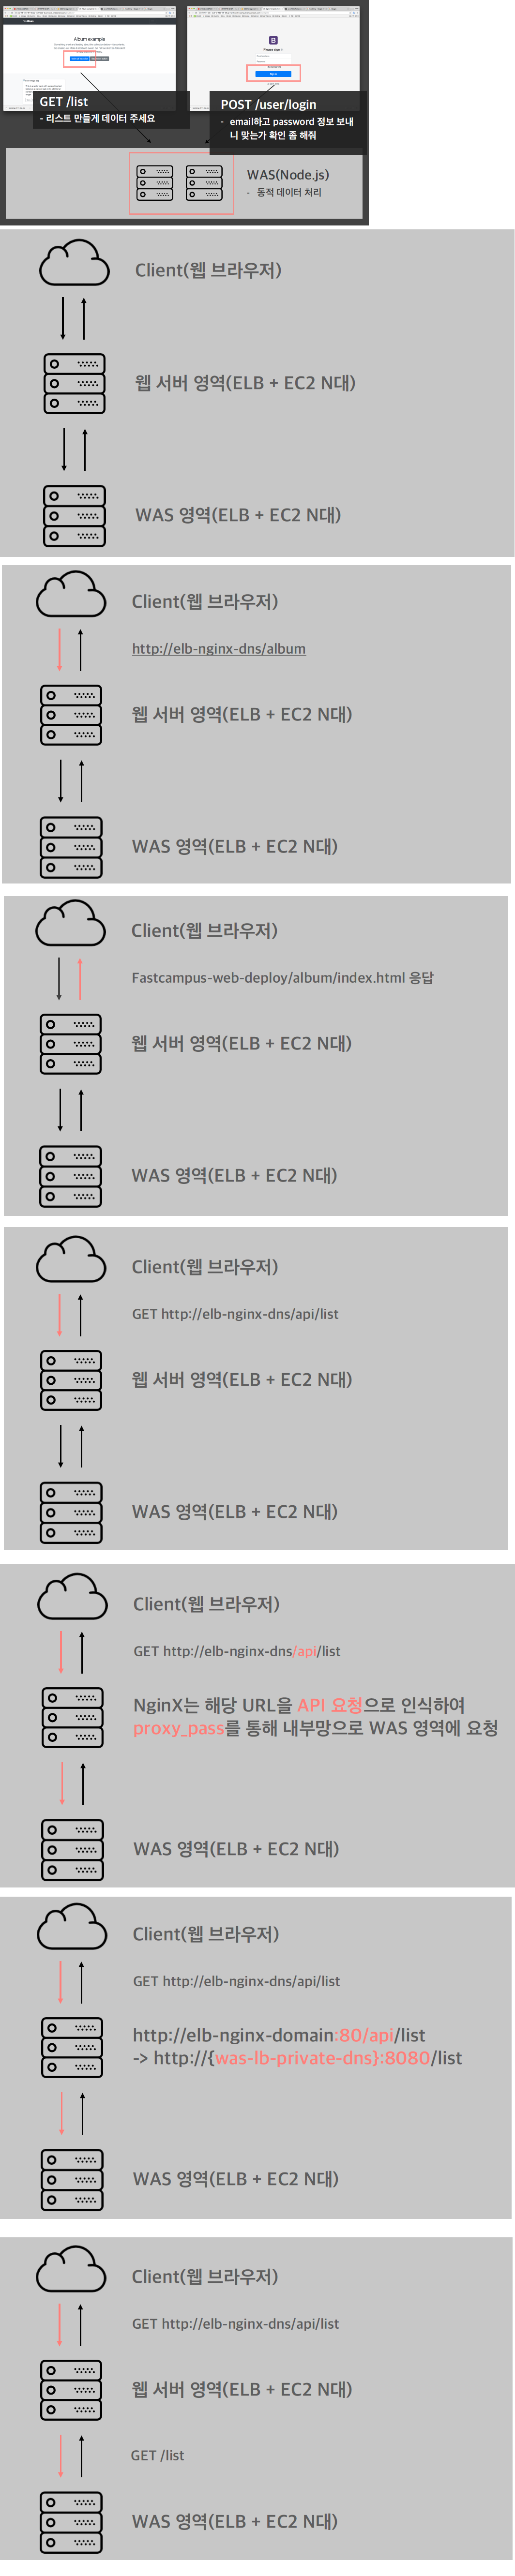 Album example
Please sign in
GET /list
- 리스트 만들게 데이터 주세요
POST /user/login
- email하고 password 정보 보내
니 맞는가 확인 좀 해줘
WAS(Node.js)
- 동적 데이터 처리
Client(웹 브라우저)
웹 서버 영역(ELB + EC2 N대)
WAS 영역(ELB + EC2 N대)
Client(웹 브라우저)
http://elb-nginx-dns/album
웹 서버 영역(ELB + EC2 N대)
WAS 영역(ELB + EC2 N대)
Client(웹 브라우저)
Fastcampus-web-deploy/album/index.html 응답
웹 서버 영역(ELB + EC2 N대)
WAS 영역(ELB + EC2 N대)
Client(웹 브라우저)
GET http://elb-nginx-dns/api/list
웹 서버 영역(ELB + EC2 N대)
WAS 영역(ELB + EC2 N대)
Client(웹 브라우저)
GET http://elb-nginx-dns/api/list
NginX는 해당 URL을 API 요청으로 인식하여
proxy_pass를 통해 내부망으로 WAS 영역에 요청
WAS 영역(ELB + EC2 N대)
Client(웹 브라우저)
GET http://elb-nginx-dns/api/list
http://elb-nginx-domain:80/api/list
-> http://{was-lb-private-dns}:8080/list
WAS 영역(ELB + EC2 N대)
Client(웹 브라우저)
GET http://elb-nginx-dns/api/list
웹 서버 영역(ELB + EC2 N대)
GET /list
WAS 영역(ELB + EC2 N대)